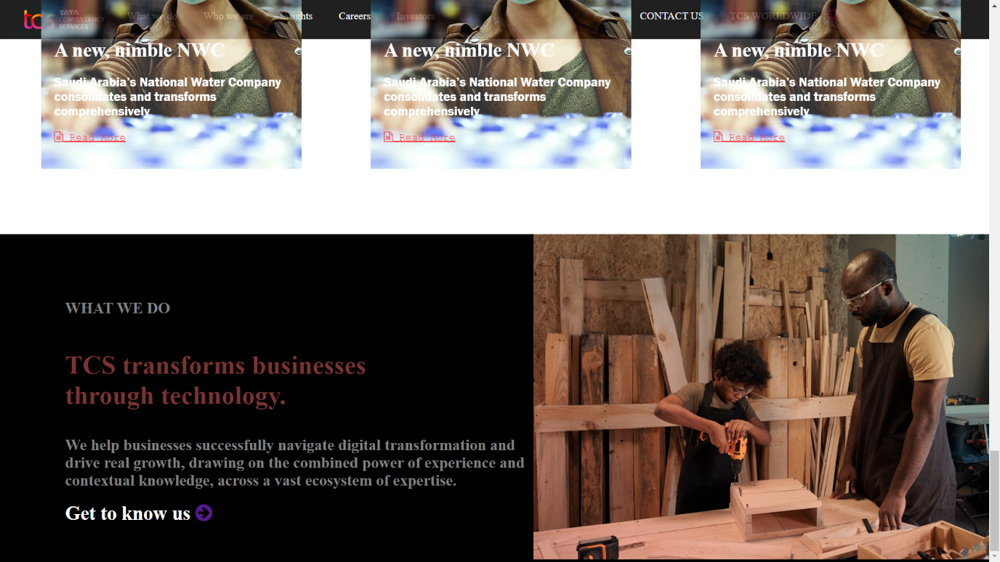 tcs TATA
CONSULTANCY
SERVICES
What we do Who we are Insights Careers Investors CONTACT US TCS WORLDWIDE
A new, nimble NWC
Saudi Arabia's National Water Company
consolidates and transforms
comprehensively
Read More
A new, nimble NWC
Saudi Arabia's National Water Company
consolidates and transforms
comprehensively
Read More
A new, nimble NWC
Saudi Arabia's National Water Company
consolidates and transforms
comprehensively
Read More
WHAT WE DO
TCS transforms businesses
through technology.
We help businesses successfully navigate digital transformation and
drive real growth, drawing on the combined power of experience and
contextual knowledge, across a vast ecosystem of expertise.
Get to know us